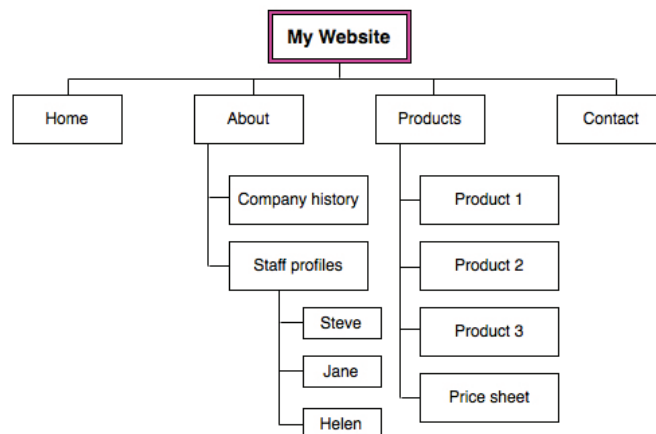 My Website
Home
About
Products
Contact
Company history
Staff profiles
Steve
Jane
Helen
Product 1
Product 2
Product 3
Price sheet